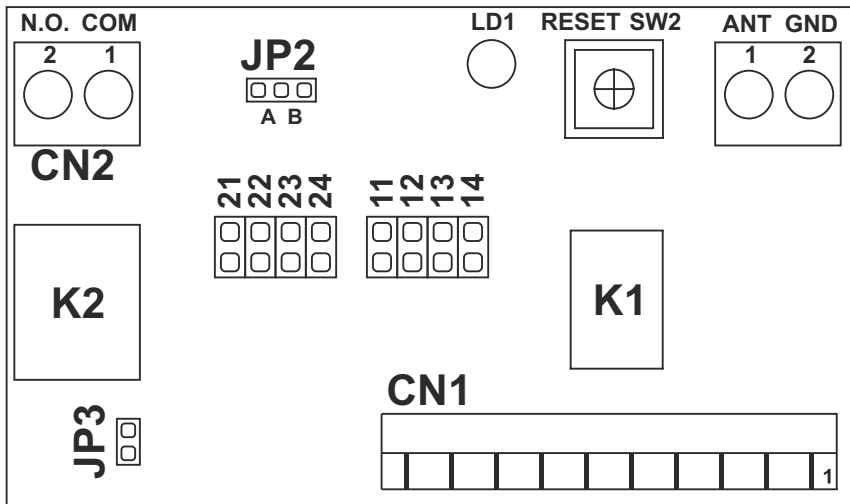 N.O. COM
2 1
CN2
JP2
A B
LD1
RESET SW2
ANT GND
1 2
21 22 23 24
11 12 13 14
K2
K1
JP3
CN1
1